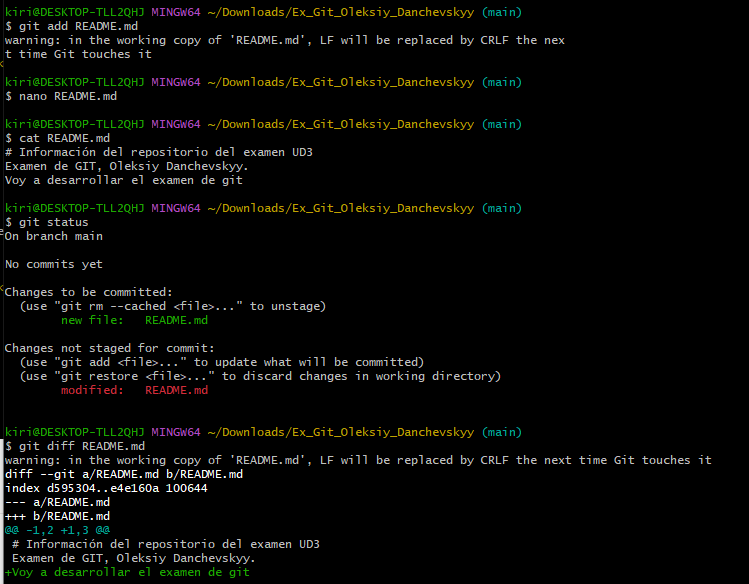 kiri@DESKTOP-TLL2QHJ MINGW64 ~/Downloads/Ex_Git_Oleksiy_Danchevskyy (main)
$ git add README.md
warning: in the working copy of 'README.md', LF will be replaced by CRLF the nex
t time Git touches it
kiri@DESKTOP-TLL2QHJ MINGW64 ~/Downloads/Ex_Git_Oleksiy_Danchevskyy (main)
$ nano README.md
kiri@DESKTOP-TLL2QHJ MINGW64 ~/Downloads/Ex_Git_Oleksiy_Danchevskyy (main)
$ cat README.md
# Información del repositorio del examen UD3
Examen de GIT, Oleksiy Danchevskyy.
Voy a desarrollar el examen de git
kiri@DESKTOP-TLL2QHJ MINGW64 ~/Downloads/Ex_Git_Oleksiy_Danchevskyy (main)
$ git status
On branch main
No commits yet
Changes to be committed:
  (use "git rm --cached <file>..." to unstage)
        new file:   README.md
Changes not staged for commit:
  (use "git add <file>..." to update what will be committed)
  (use "git restore <file>..." to discard changes in working directory)
        modified:   README.md
kiri@DESKTOP-TLL2QHJ MINGW64 ~/Downloads/Ex_Git_Oleksiy_Danchevskyy (main)
$ git diff README.md
warning: in the working copy of 'README.md', LF will be replaced by CRLF the next time Git touches it
diff --git a/README.md b/README.md
index d595304..e4e160a 100644
--- a/README.md
+++ b/README.md
@@ -1,2 +1,3 @@
 # Información del repositorio del examen UD3
 Examen de GIT, Oleksiy Danchevskyy.
+Voy a desarrollar el examen de git